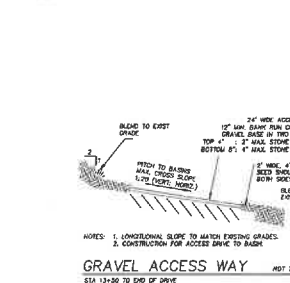 24' WIDE ACC
12" MIN. BANK RUN G
GRAVEL BASE IN TWO
TOP 4" : 2" MAX. STONE
BOTTOM 8": 4" MAX. STONE
BLEND TO EXIST
GRADE
2
1
PITCH TO BASINS
MAX. CROSS SLOPE
1:20 (VERT: HORIZ.)
2' WIDE, 4"
SEED SHOU
BOTH SIDES
NOTES: 1. LONGITUDINAL SLOPE TO MATCH EXISTING GRADES.
2. CONSTRUCTION FOR ACCESS DRIVE TO BASIN.
GRAVEL ACCESS WAY
NOT
STA 13+50 TO END OF DRIVE